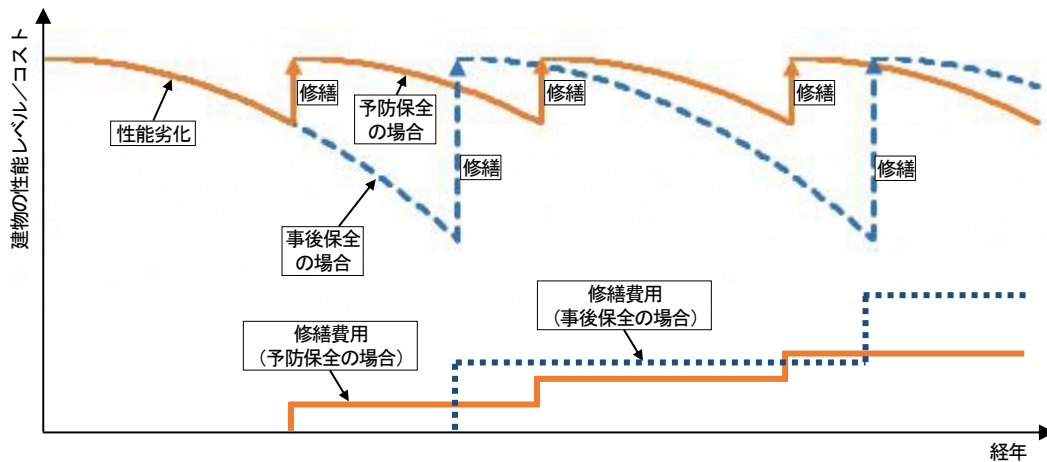 建物の性能レベル／コスト
修繕
予防保全
の場合
修繕
修繕
性能劣化
修繕
修繕
事後保全
の場合
修繕費用
（事後保全の場合）
修繕費用
（予防保全の場合）
経年